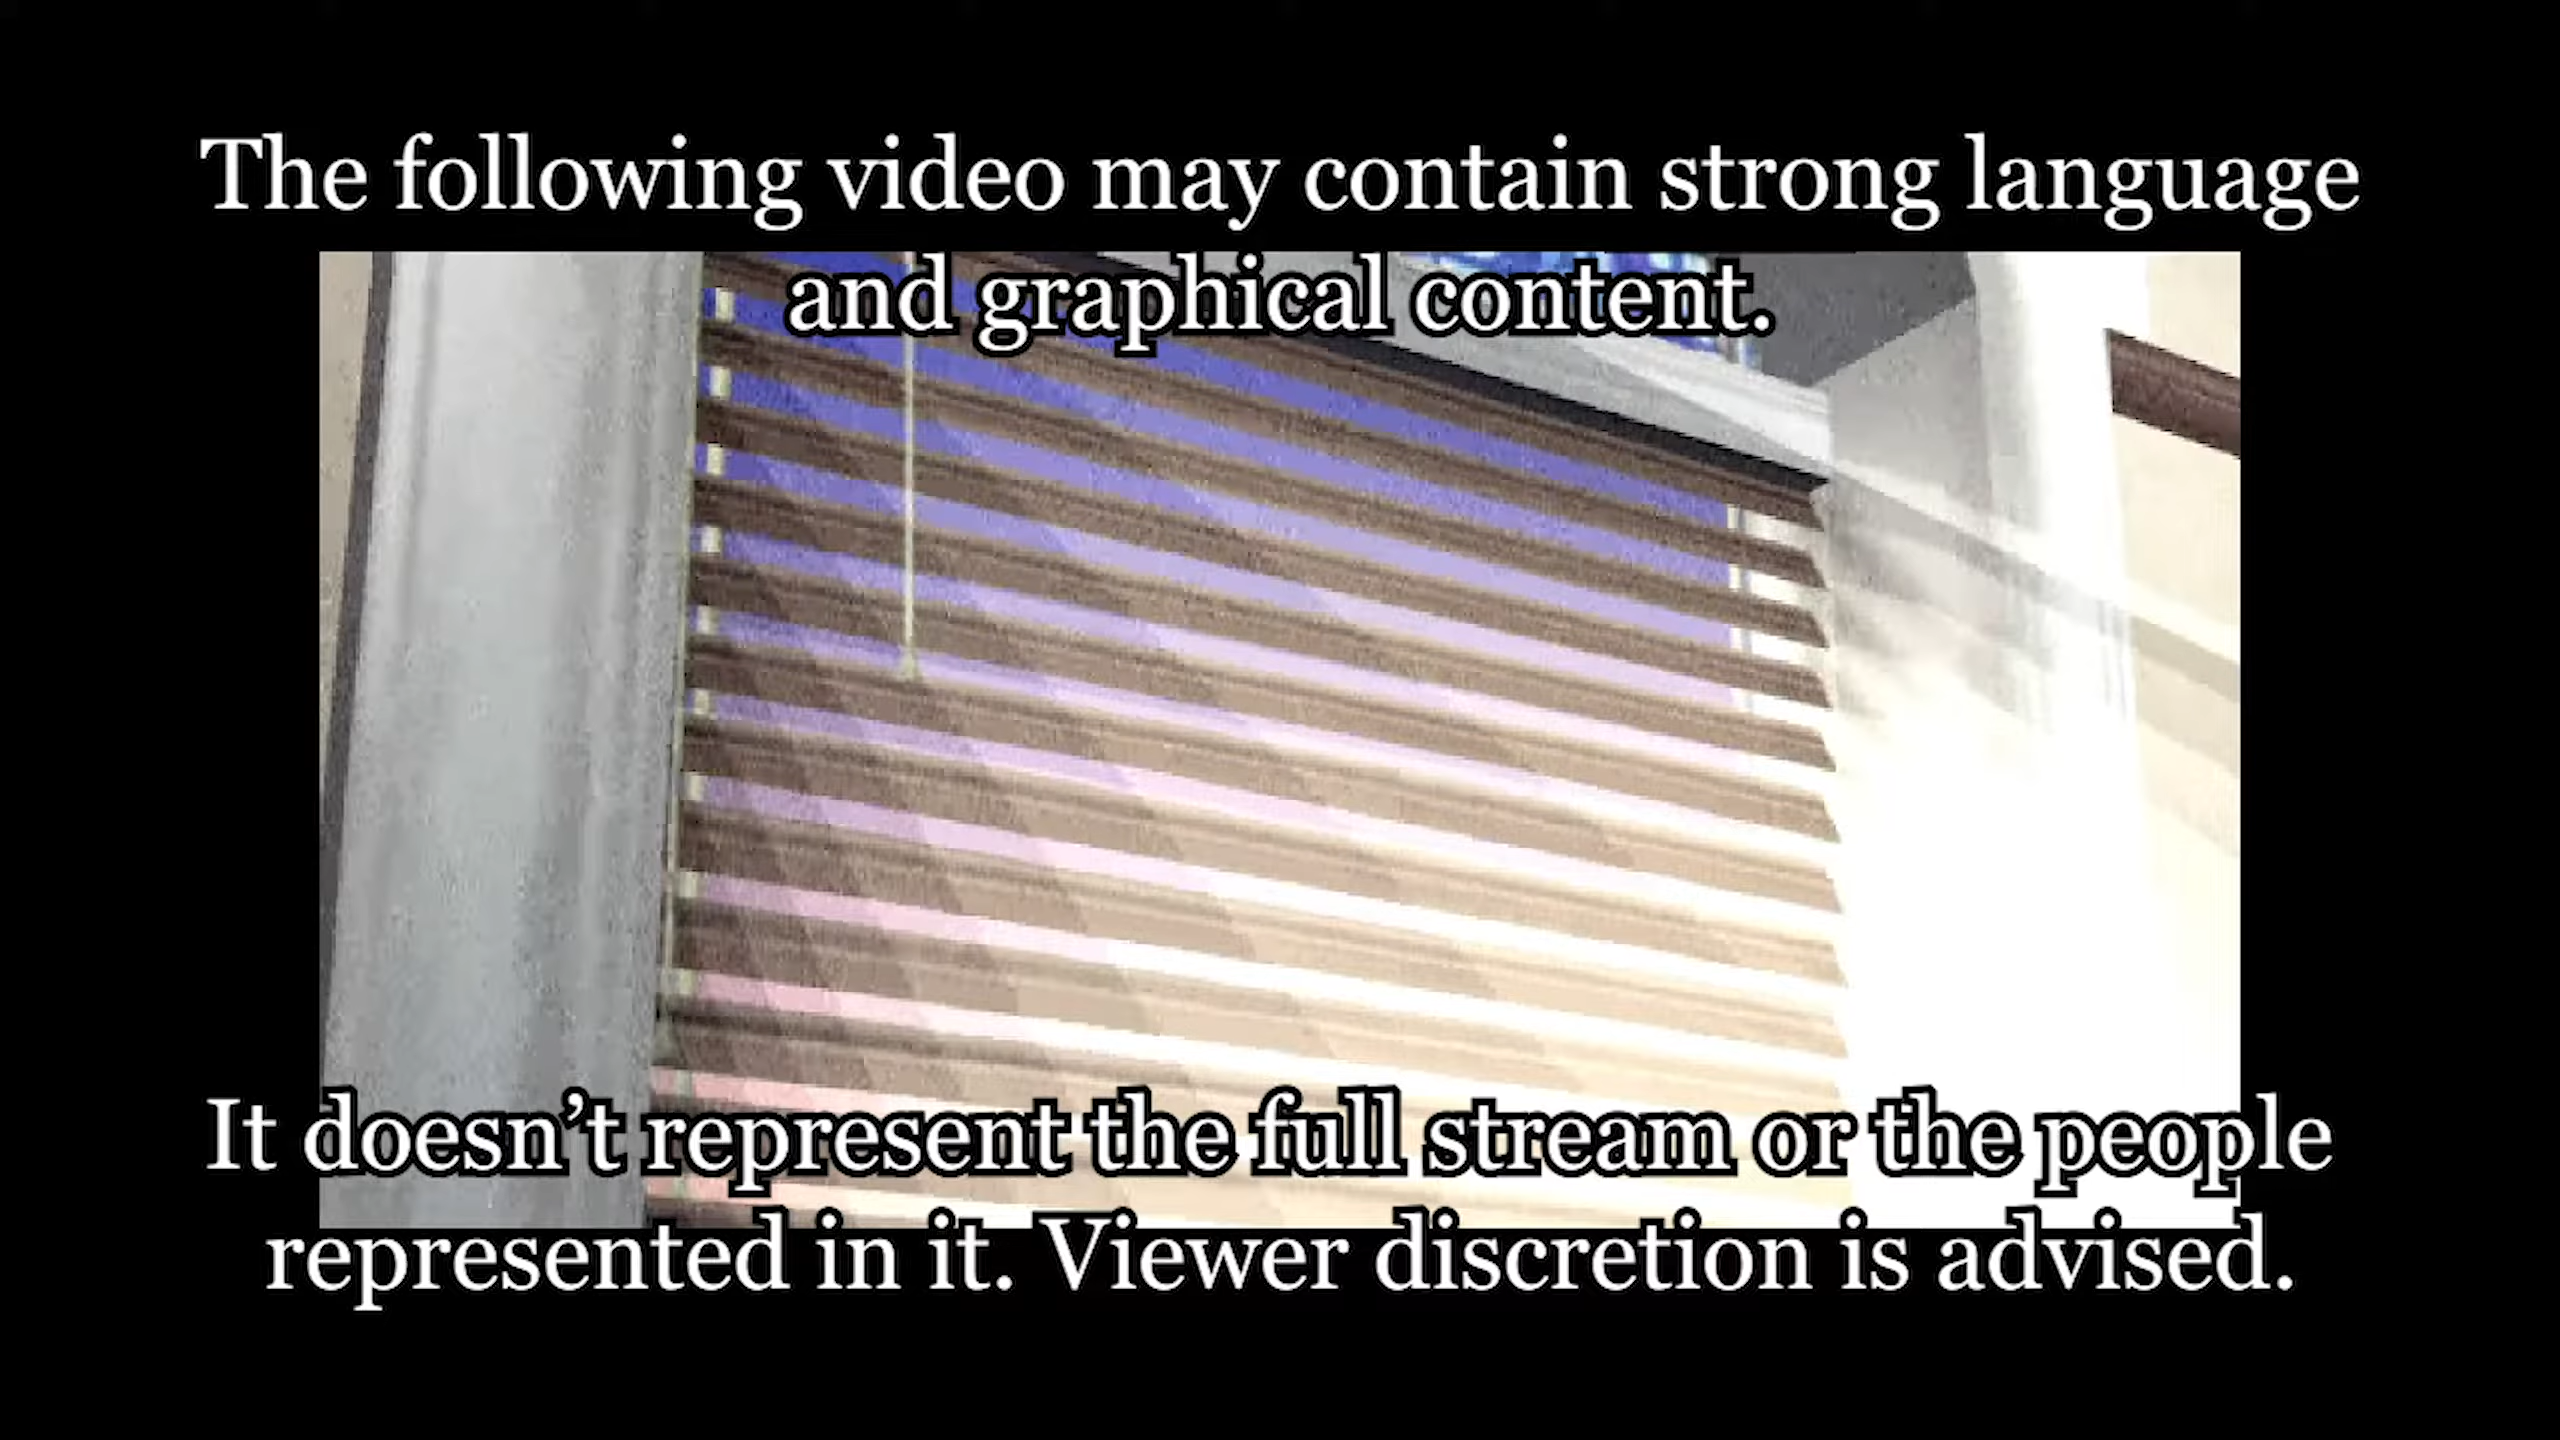 The following video may contain strong language
and graphical content.
It doesn’t represent the full stream or the people
represented in it. Viewer discretion is advised.